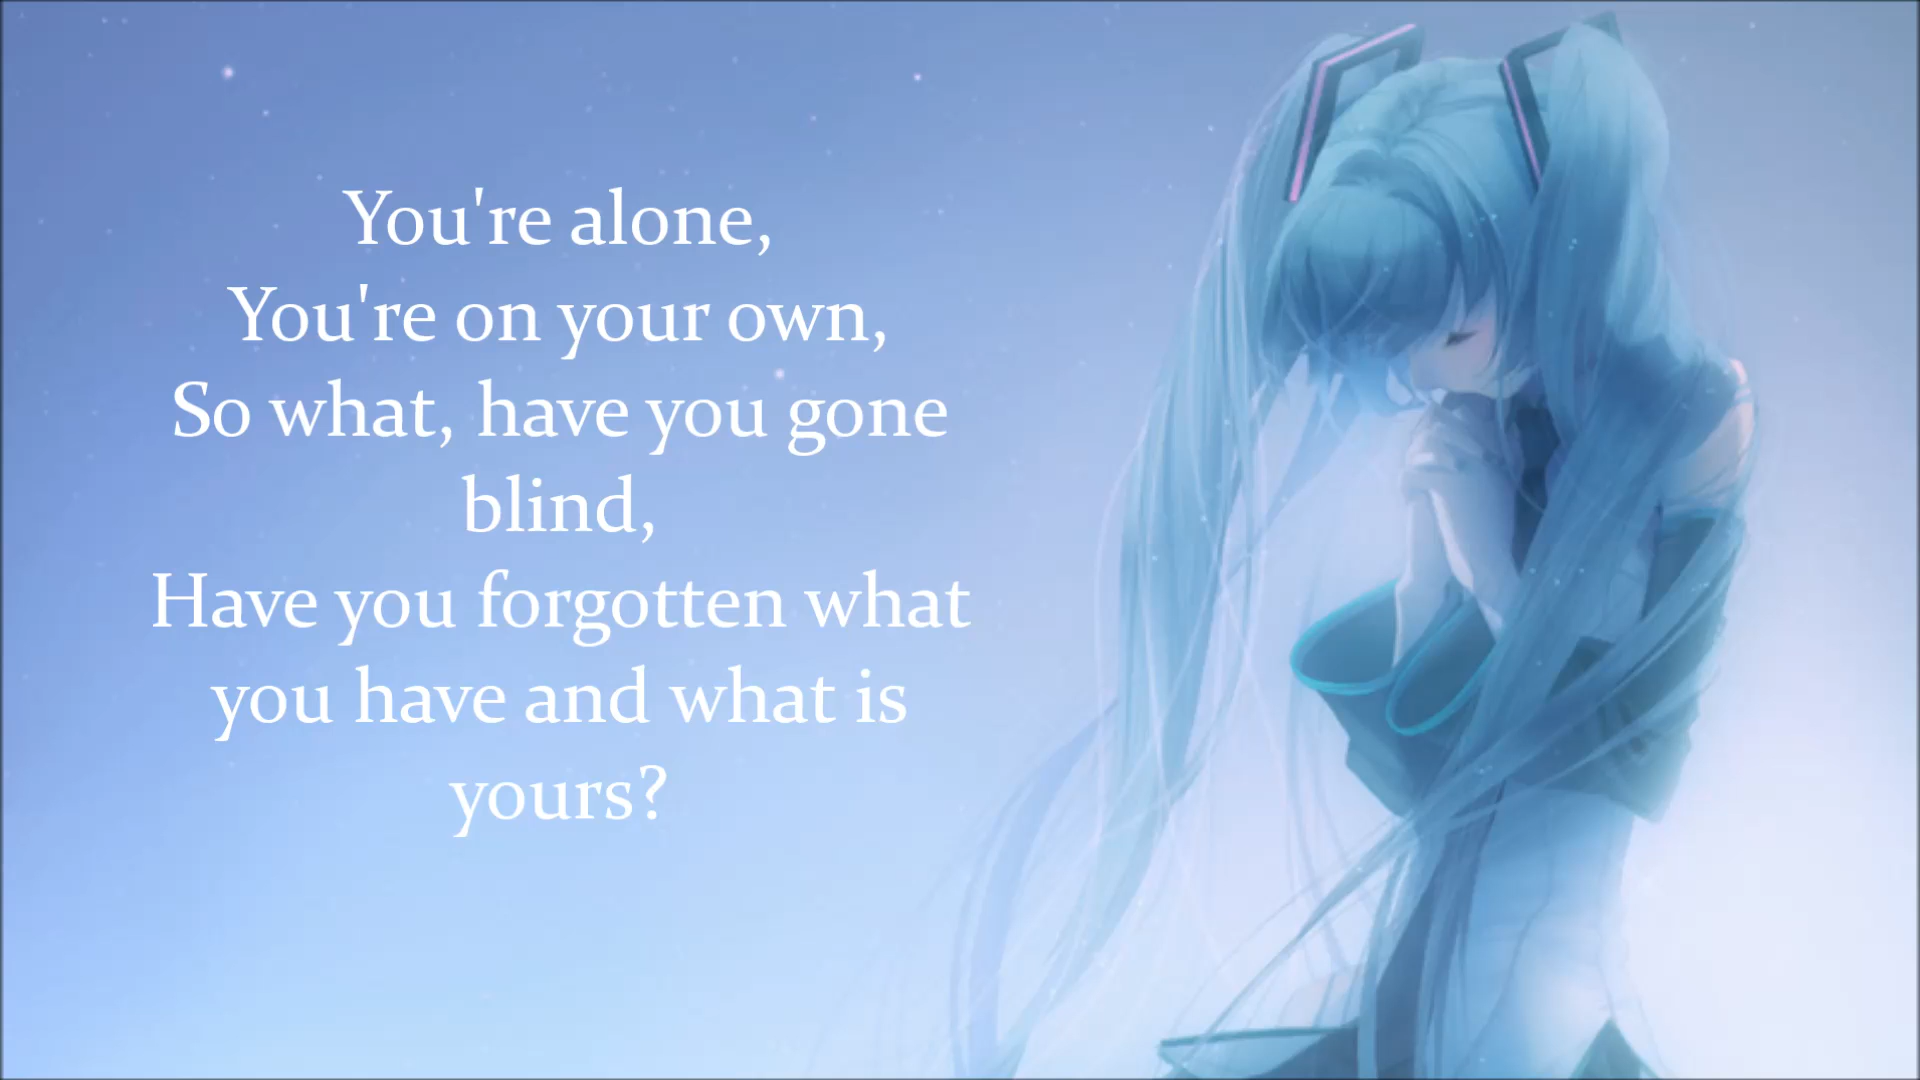 You're alone,
You're on your own,
So what, have you gone
blind,
Have you forgotten what
you have and what is
yours?